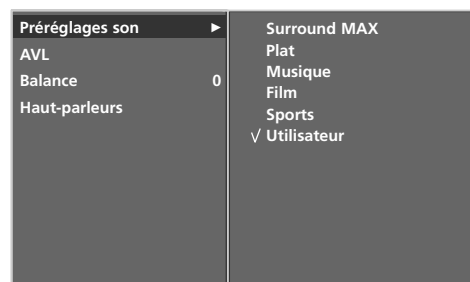 Préréglages son ►
AVL
Balance 0
Haut-parleurs
Surround MAX
Plat
Musique
Film
Sports
√ Utilisateur